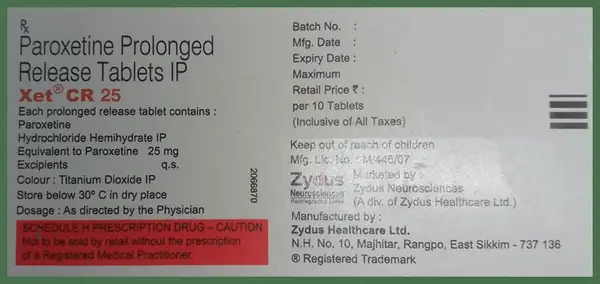 Rx
Paroxetine Prolonged
Release Tablets IP
Xet® CR 25
Each prolonged release tablet contains :
Paroxetine
Hydrochloride Hemihydrate IP
Equivalent to Paroxetine 25 mg
Excipients q.s.
Colour : Titanium Dioxide IP
Store below 30° C in dry place
Dosage : As directed by the Physician
SCHEDULE H PRESCRIPTION DRUG – CAUTION
Not to be sold by retail without the prescription
of a Registered Medical Practitioner.
2066870
Batch No. :
Mfg. Date :
Expiry Date :
Maximum
Retail Price ₹ :
per 10 Tablets
(Inclusive of All Taxes)
Keep out of reach of children
Mfg. Lic. No. : M/446/07
Zydus
Neurosciences
Reintegrating Lives
Marketed by :
Zydus Neurosciences
(A div. of Zydus Healthcare Ltd.)
Manufactured by :
Zydus Healthcare Ltd.
N.H. No. 10, Majhitar, Rangpo, East Sikkim - 737 136
® Registered Trademark